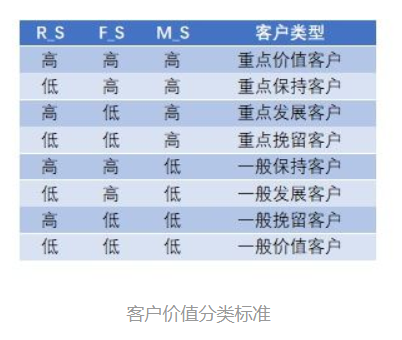 R_S F_S M_S 客户类型
高 高 高 重点价值客户
低 高 高 重点保持客户
高 低 高 重点发展客户
低 低 高 重点挽留客户
高 高 低 一般保持客户
低 高 低 一般发展客户
高 低 低 一般挽留客户
低 低 低 一般价值客户
客户价值分类标准